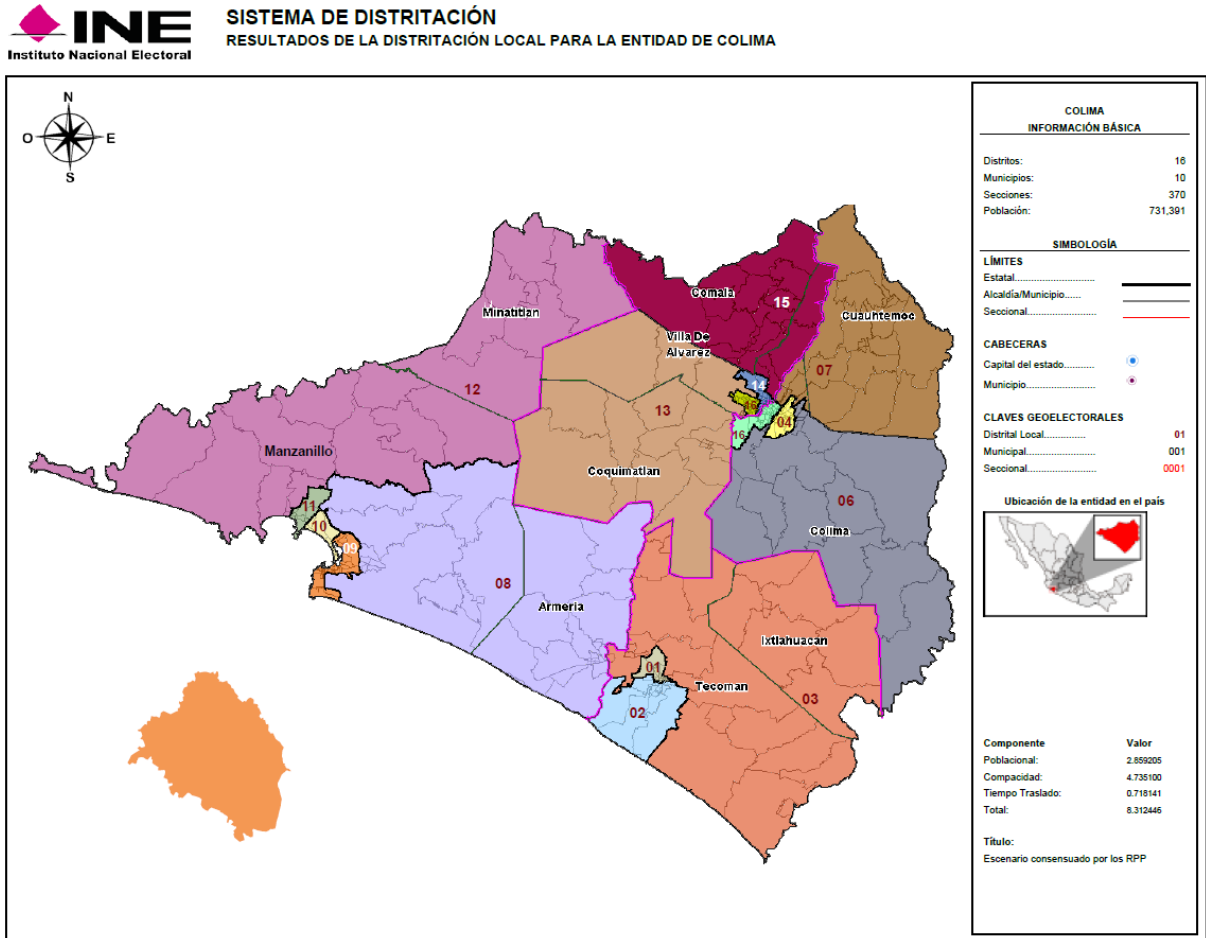 INE
Instituto Nacional Electoral
SISTEMA DE DISTRITACIÓN
RESULTADOS DE LA DISTRITACIÓN LOCAL PARA LA ENTIDAD DE COLIMA
N
O E
S
Comala
15
Minatitlan
Cuauhtemoc
Villa De
Alvarez
07
14
12
13
16
04
16
Manzanillo
Coquimatlan
11
06
10
Colima
09
08
Armeria
Ixtlahuacan
01
Tecoman
03
02
COLIMA
INFORMACIÓN BÁSICA
Distritos: 16
Municipios: 10
Secciones: 370
Población: 731,391
SIMBOLOGÍA
LÍMITES
Estatal............................
Alcaldía/Municipio......
Seccional..........................
CABECERAS
Capital del estado..........
Municipio..........................
CLAVES GEOELECTORALES
Distrital Local............... 01
Municipal......................... 001
Seccional......................... 0001
Ubicación de la entidad en el país
Componente Valor
Poblacional: 2.859205
Compacidad: 4.735100
Tiempo Traslado: 0.718141
Total: 8.312446
Título:
Escenario consensuado por los RPP